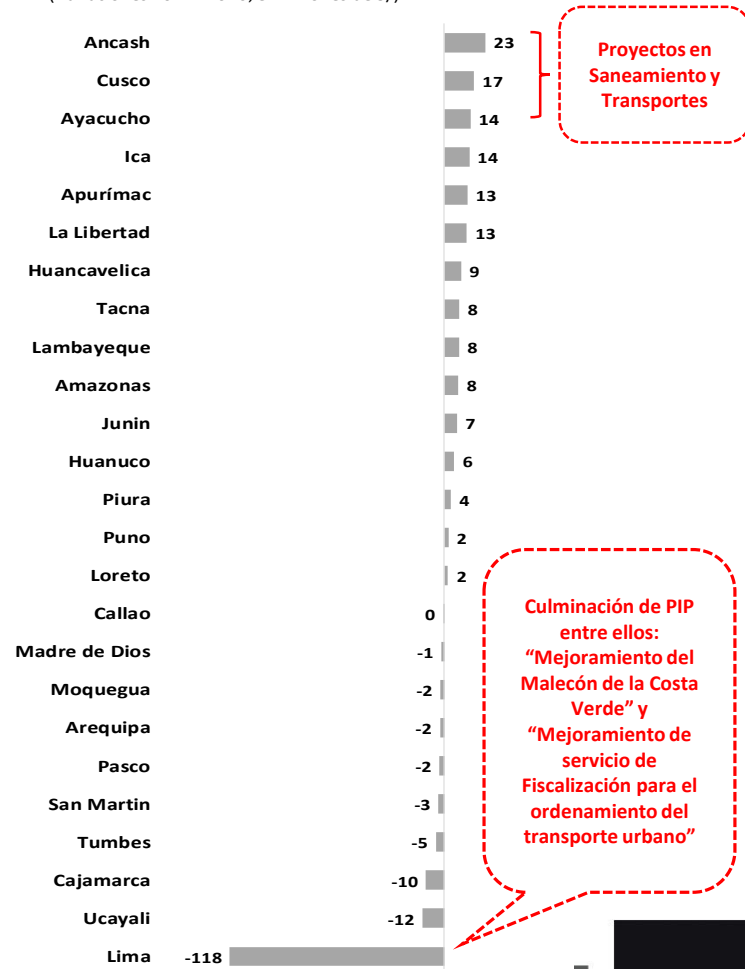 Ancash 23
Cusco 17
Ayacucho 14
Ica 14
Apurímac 13
La Libertad 13
Huancavelica 9
Tacna 8
Lambayeque 8
Amazonas 8
Junin 7
Huanuco 6
Piura 4
Puno 2
Loreto 2
Callao 0
Madre de Dios -1
Moquegua -2
Arequipa -2
Pasco -2
San Martin -3
Tumbes -5
Cajamarca -10
Ucayali -12
Lima -118
Proyectos en
Saneamiento y
Transportes
Culminación de PIP
entre ellos:
“Mejoramiento del
Malecón de la Costa
Verde” y
“Mejoramiento de
servicio de
Fiscalización para el
ordenamiento del
transporte urbano”